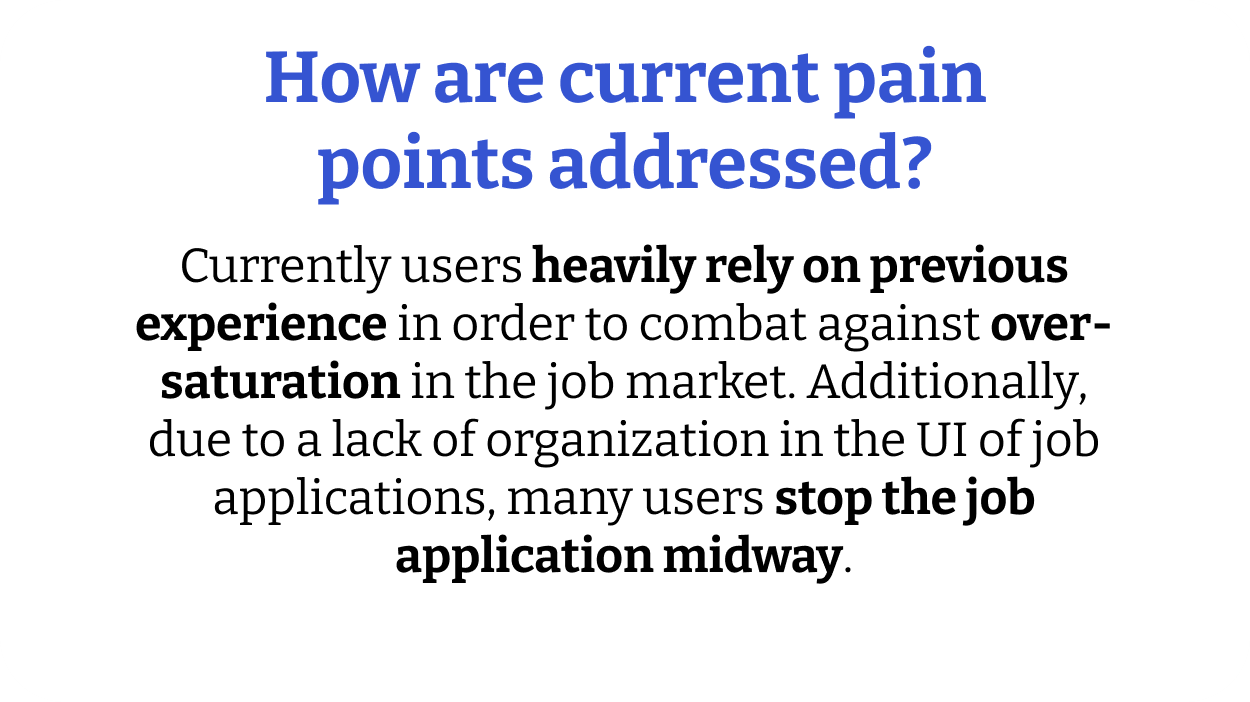 How are current pain
points addressed?
Currently users heavily rely on previous
experience in order to combat against over-
saturation in the job market. Additionally,
due to a lack of organization in the UI of job
applications, many users stop the job
application midway.